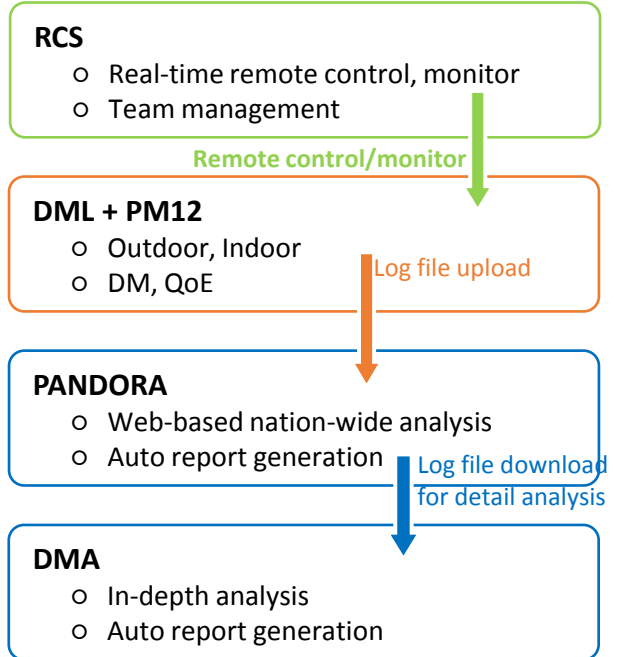 RCS
○ Real-time remote control, monitor
○ Team management
Remote control/monitor
DML + PM12
○ Outdoor, Indoor
○ DM, QoE
Log file upload
PANDORA
○ Web-based nation-wide analysis
○ Auto report generation
Log file download
for detail analysis
DMA
○ In-depth analysis
○ Auto report generation